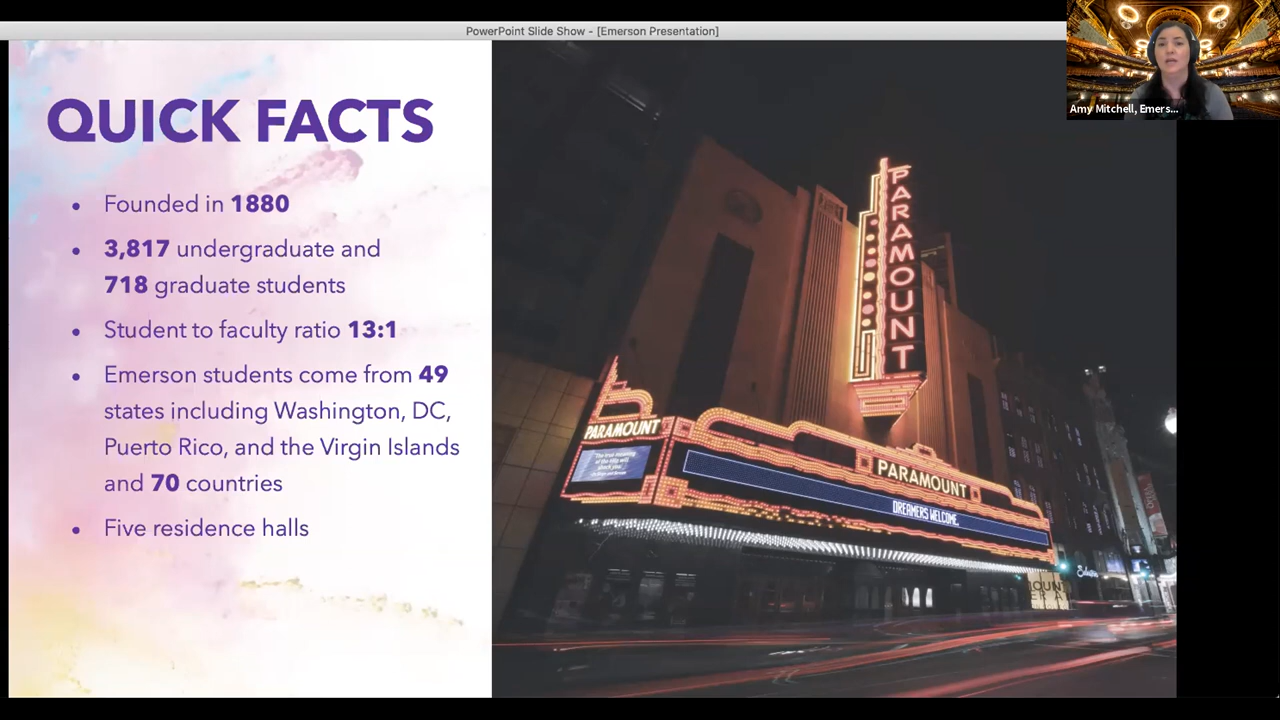 PowerPoint Slide Show - [Emerson Presentation]
Amy Mitchell, Emers...
QUICK FACTS
• Founded in 1880
• 3,817 undergraduate and
718 graduate students
• Student to faculty ratio 13:1
• Emerson students come from 49
states including Washington, DC,
Puerto Rico, and the Virgin Islands
and 70 countries
• Five residence halls
PARAMOUNT
PARAMOUNT
PARAMOUNT
DREAMERS WELCOME.